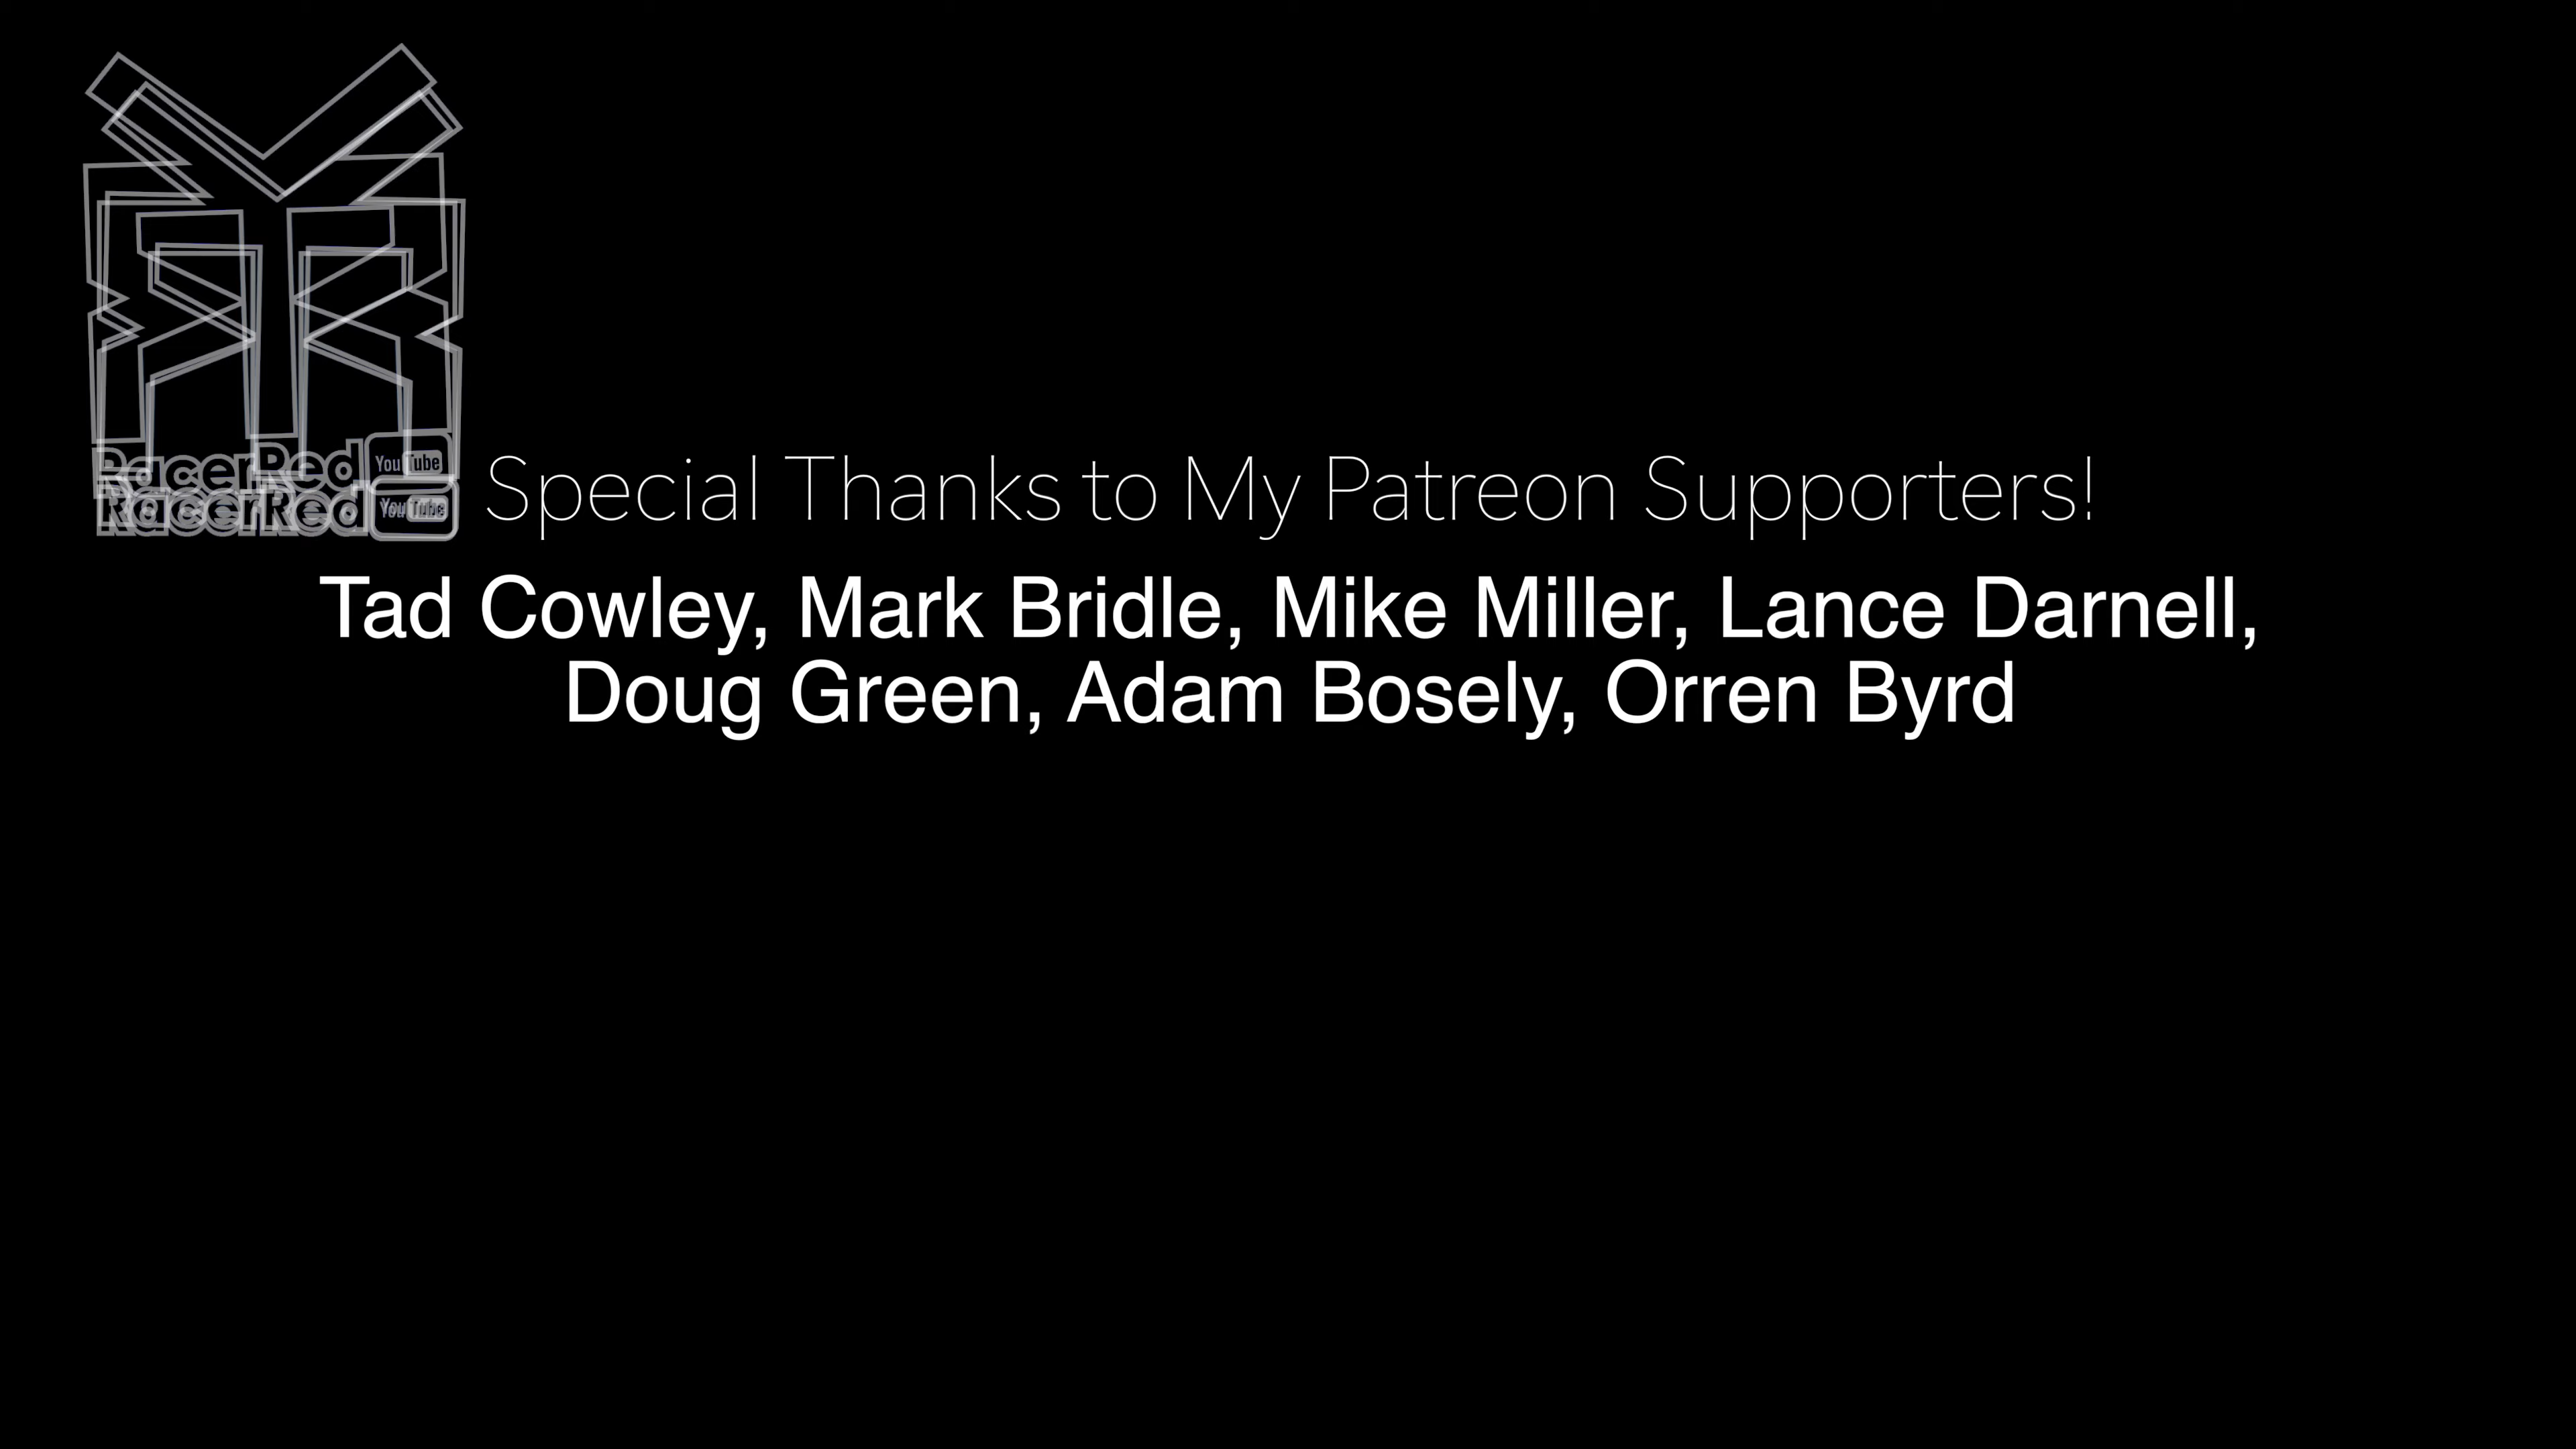 RacerRed YouTube
RacerRed YouTube
Special Thanks to My Patreon Supporters!
Tad Cowley, Mark Bridle, Mike Miller, Lance Darnell,
Doug Green, Adam Bosely, Orren Byrd